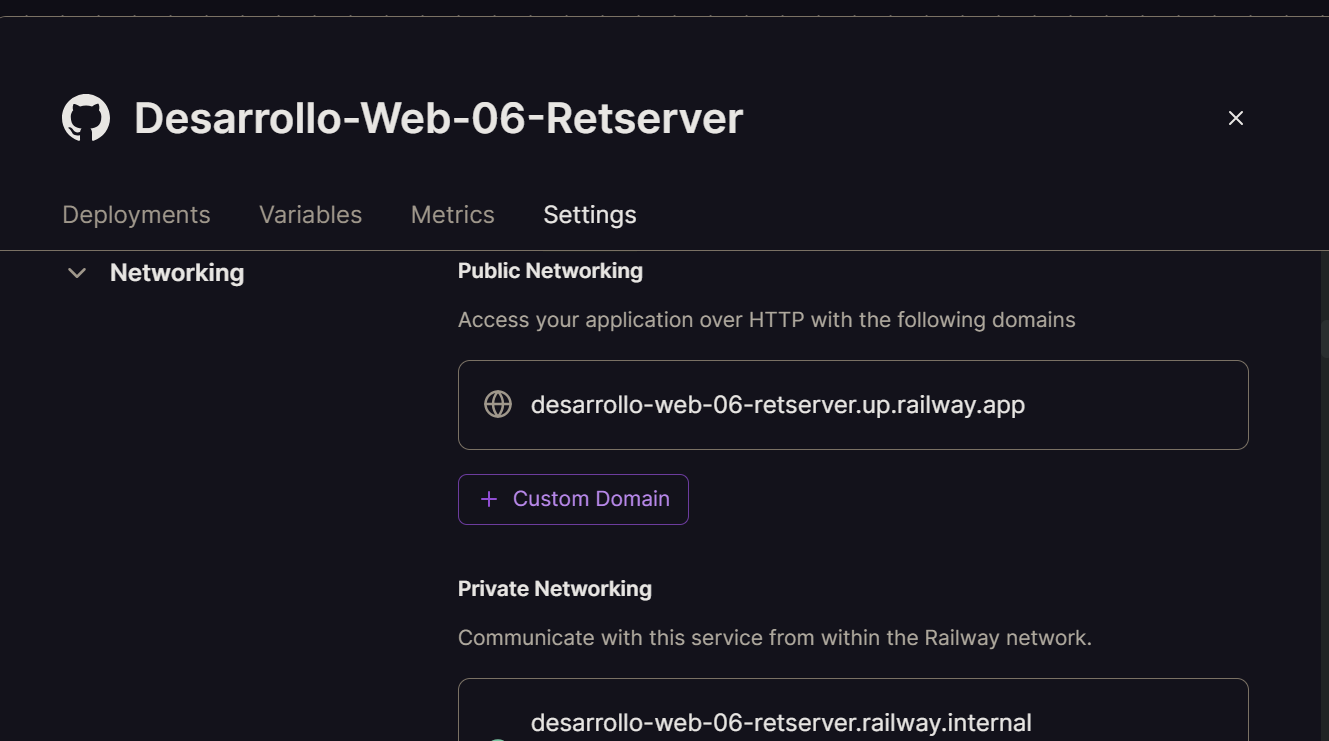 Desarrollo-Web-06-Retserver
Deployments Variables Metrics Settings
Networking
Public Networking
Access your application over HTTP with the following domains
desarrollo-web-06-retserver.up.railway.app
+ Custom Domain
Private Networking
Communicate with this service from within the Railway network.
desarrollo-web-06-retserver.railway.internal